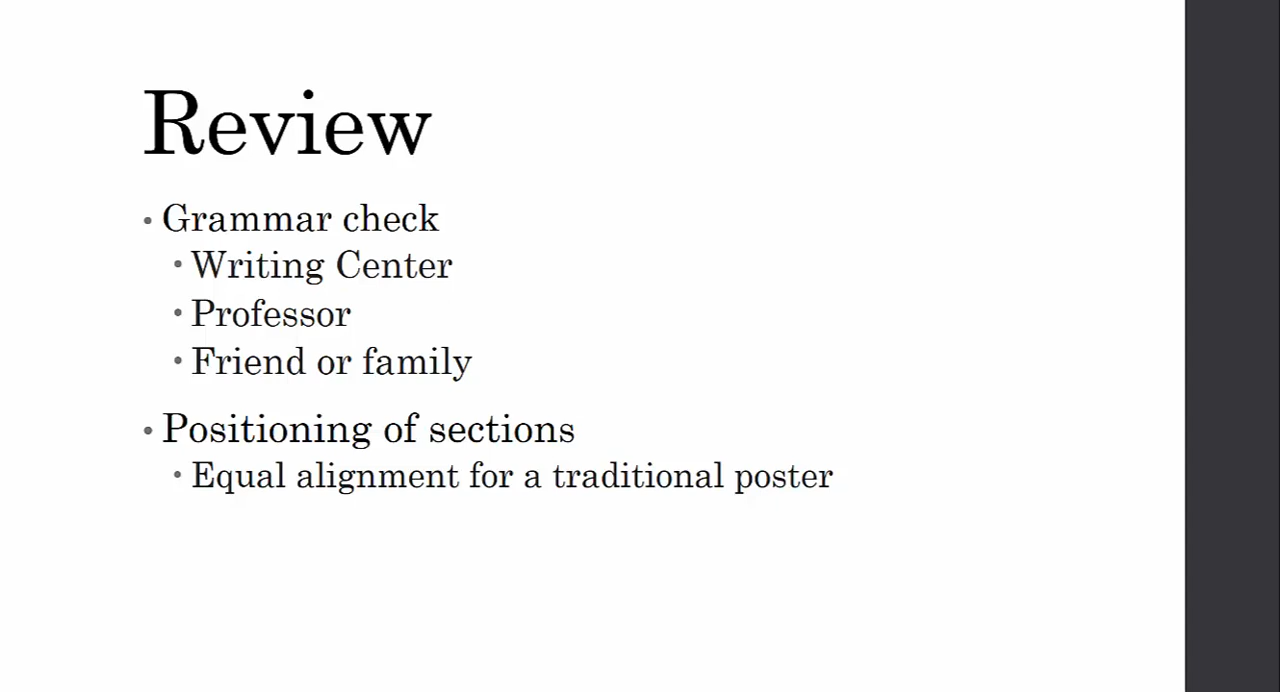 Review
• Grammar check
• Writing Center
• Professor
• Friend or family
• Positioning of sections
• Equal alignment for a traditional poster